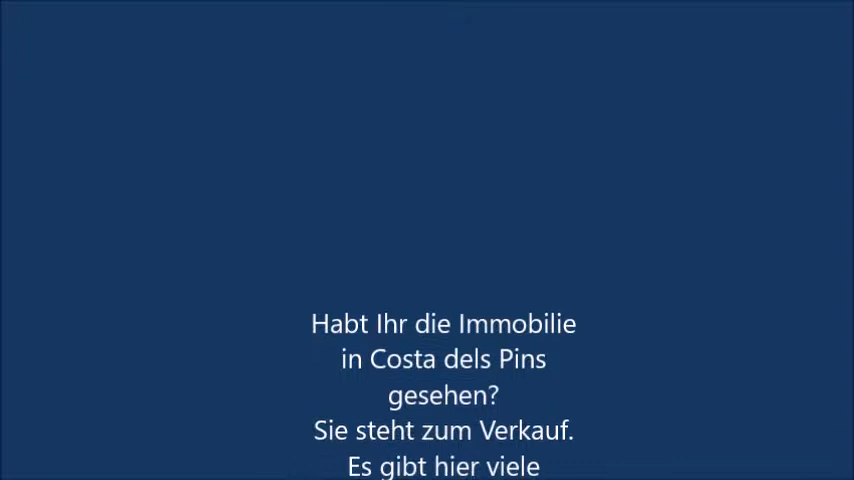 Habt Ihr die Immobilie
in Costa dels Pins
gesehen?
Sie steht zum Verkauf.
Es gibt hier viele